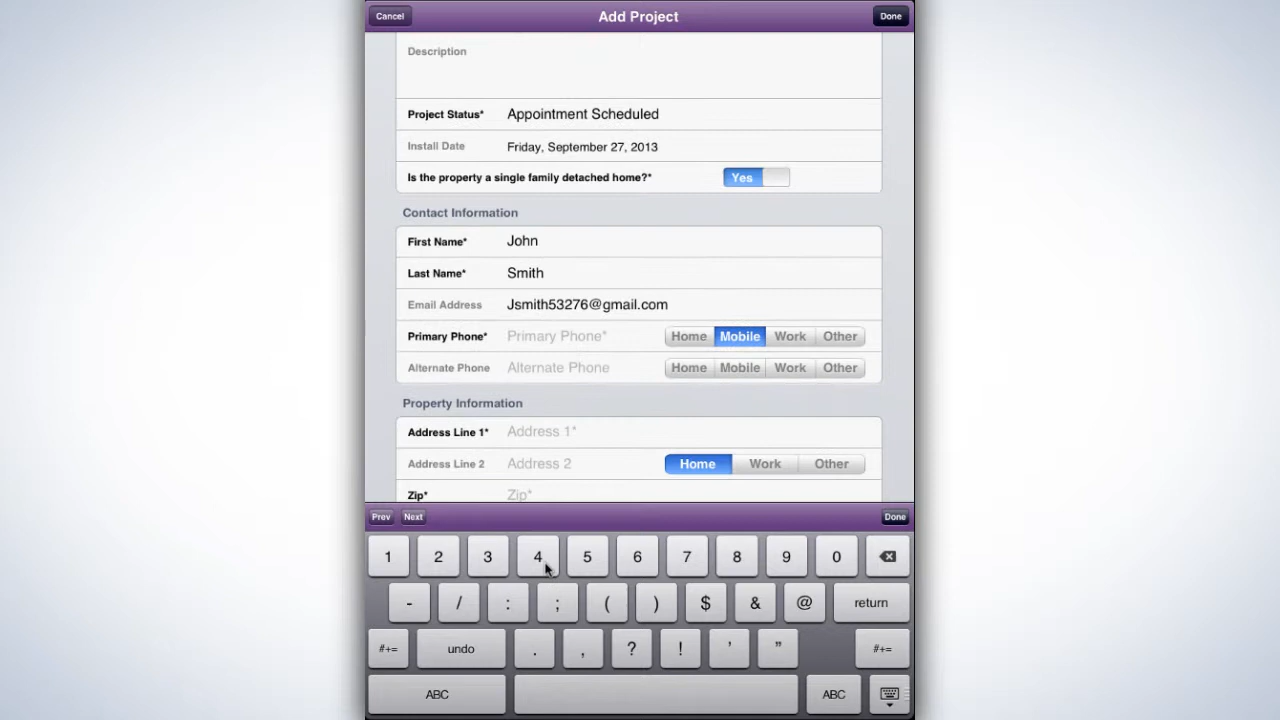 Cancel Add Project Done
Description
Project Status* Appointment Scheduled
Install Date Friday, September 27, 2013
Is the property a single family detached home?* Yes
Contact Information
First Name* John
Last Name* Smith
Email Address Jsmith53276@gmail.com
Primary Phone* Primary Phone* Home Mobile Work Other
Alternate Phone Alternate Phone Home Mobile Work Other
Property Information
Address Line 1* Address 1*
Address Line 2 Address 2 Home Work Other
Zip* Zip*
Prev Next Done
1 2 3 4 5 6 7 8 9 0
- / : ; ( ) $ & @ return
#+= undo . , ? ! ' " #+=
ABC ABC